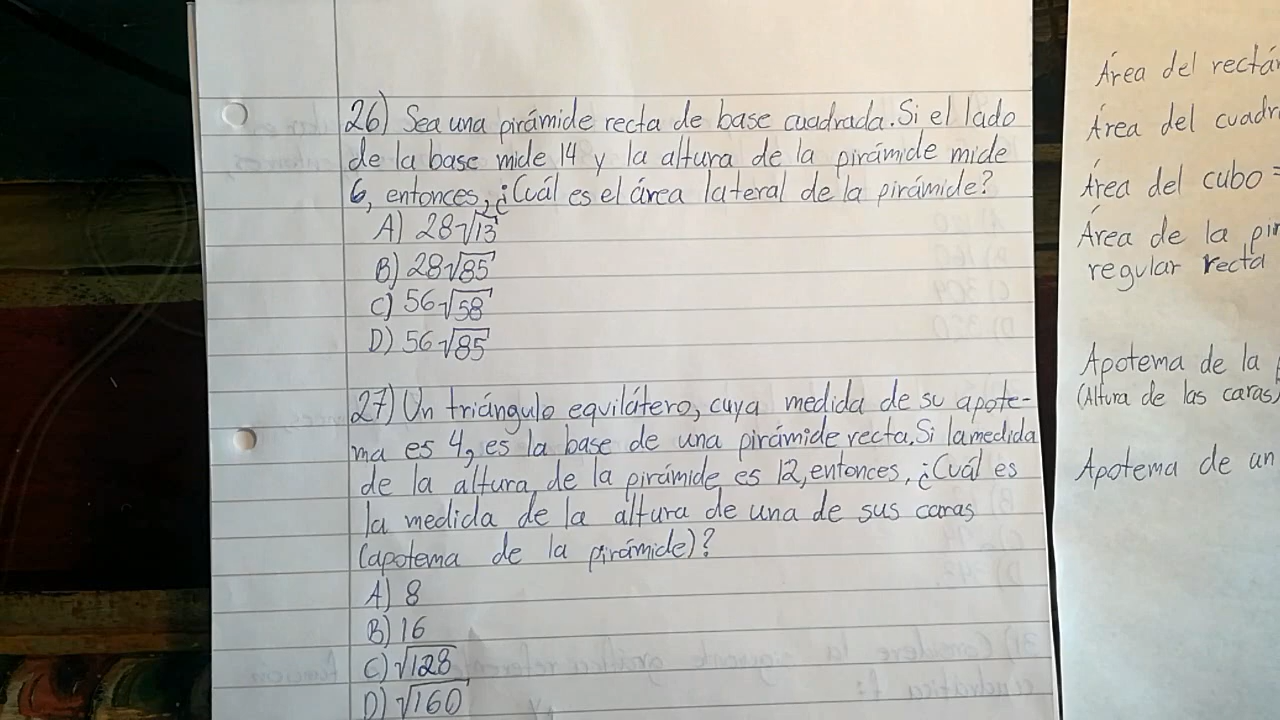 26) Sea una pirámide recta de base cuadrada. Si el lado
de la base mide 14 y la altura de la pirámide mide
6, entonces, ¿Cuál es el área lateral de la pirámide?
A) 28√13
B) 28√85
C) 56√58
D) 56√85
27) Un triángulo equilátero, cuya medida de su apote-
ma es 4, es la base de una pirámide recta. Si la medida
de la altura de la pirámide es 12, entonces, ¿Cuál es
la medida de la altura de una de sus caras
(apotema de la pirámide)?
A) 8
B) 16
C) √128
D) √160
Área del
Área del
Área del cubo =
Área de la
regular recta
Apotema de la
(Altura de las caras)
Apotema de un